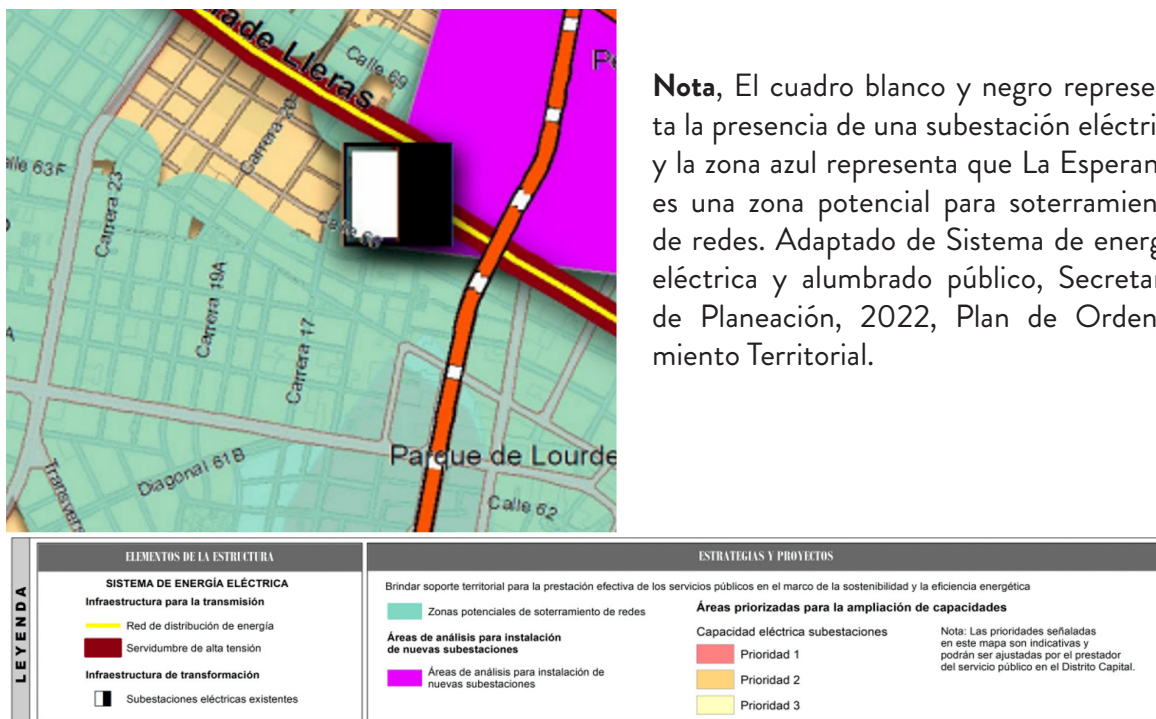 ade Lleras
Calle 69
Carrera 20
alle 63F
Carrera 23
Carrera 19A
Carrera 17
Parque de Lourde
Diagonal 61 B
Calle 62
Transvers
Nota, El cuadro blanco y negro represe
ta la presencia de una subestación eléctri
y la zona azul representa que La Esperan
es una zona potencial para soterramien
de redes. Adaptado de Sistema de energ
eléctrica y alumbrado público, Secretar
de Planeación, 2022, Plan de Orden
miento Territorial.
LEYENDA
ELEMENTOS DE LA ESTRUCTURA
SISTEMA DE ENERGÍA ELÉCTRICA
Infraestructura para la transmisión
Red de distribución de energía
Servidumbre de alta tensión
Infraestructura de transformación
Subestaciones eléctricas existentes
ESTRATEGIAS Y PROYECTOS
Brindar soporte territorial para la prestación efectiva de los servicios públicos en el marco de la sostenibilidad y la eficiencia energética
Zonas potenciales de soterramiento de redes
Áreas de análisis para instalación
de nuevas subestaciones
Áreas de análisis para instalación de
nuevas subestaciones
Áreas priorizadas para la ampliación de capacidades
Capacidad eléctrica subestaciones
Prioridad 1
Prioridad 2
Prioridad 3
Nota: Las prioridades señaladas
en este mapa son indicativas y
podrán ser ajustadas por el prestador
del servicio público en el Distrito Capital.